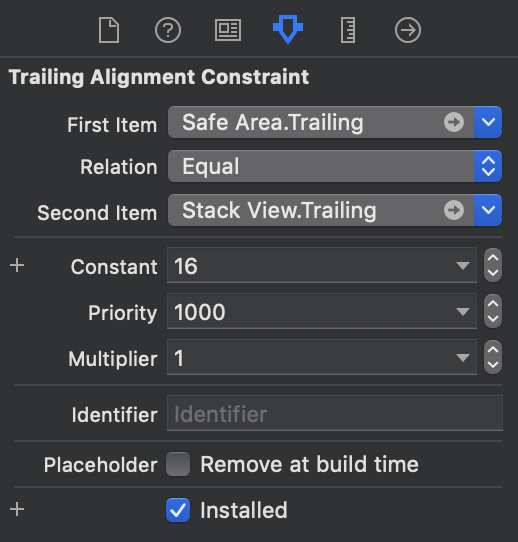 Trailing Alignment Constraint
First Item Safe Area.Trailing
Relation Equal
Second Item Stack View.Trailing
Constant 16
Priority 1000
Multiplier 1
Identifier Identifier
Placeholder Remove at build time
Installed